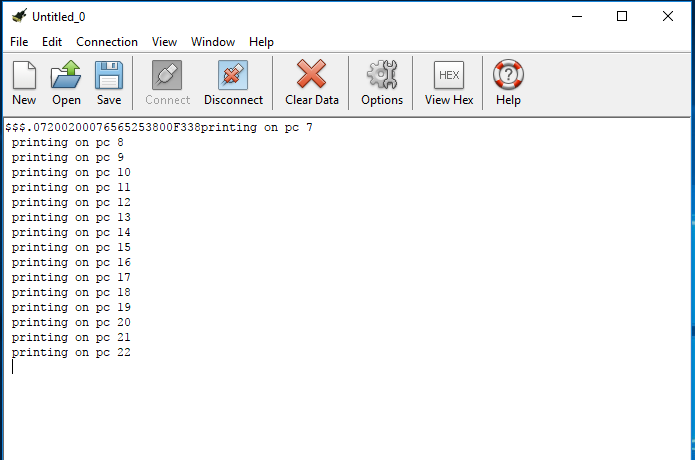 Untitled_0
File Edit Connection View Window Help
New Open Save Connect Disconnect Clear Data Options HEX View Hex ? Help
$$$.07200200076565253800F338printing on pc 7
printing on pc 8
printing on pc 9
printing on pc 10
printing on pc 11
printing on pc 12
printing on pc 13
printing on pc 14
printing on pc 15
printing on pc 16
printing on pc 17
printing on pc 18
printing on pc 19
printing on pc 20
printing on pc 21
printing on pc 22